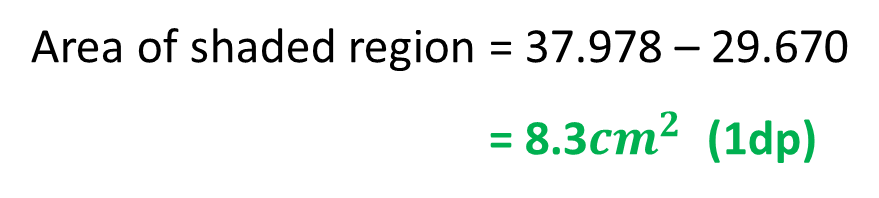 Area of shaded region = 37.978 – 29.670
= 8.3cm² (1dp)